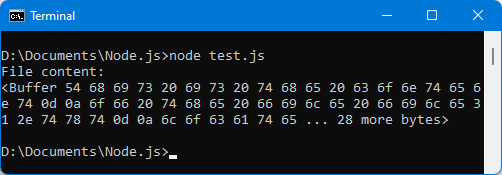 Terminal
D:\Documents\Node.js>node test.js
File content:
<Buffer 54 68 69 73 20 69 73 20 74 68 65 20 63 6f 6e 74 65 6
e 74 0d 0a 6f 66 20 74 68 65 20 66 69 6c 65 20 66 69 6c 65 3
1 2e 74 78 74 0d 0a 6c 6f 63 61 74 65 ... 28 more bytes>
D:\Documents\Node.js>